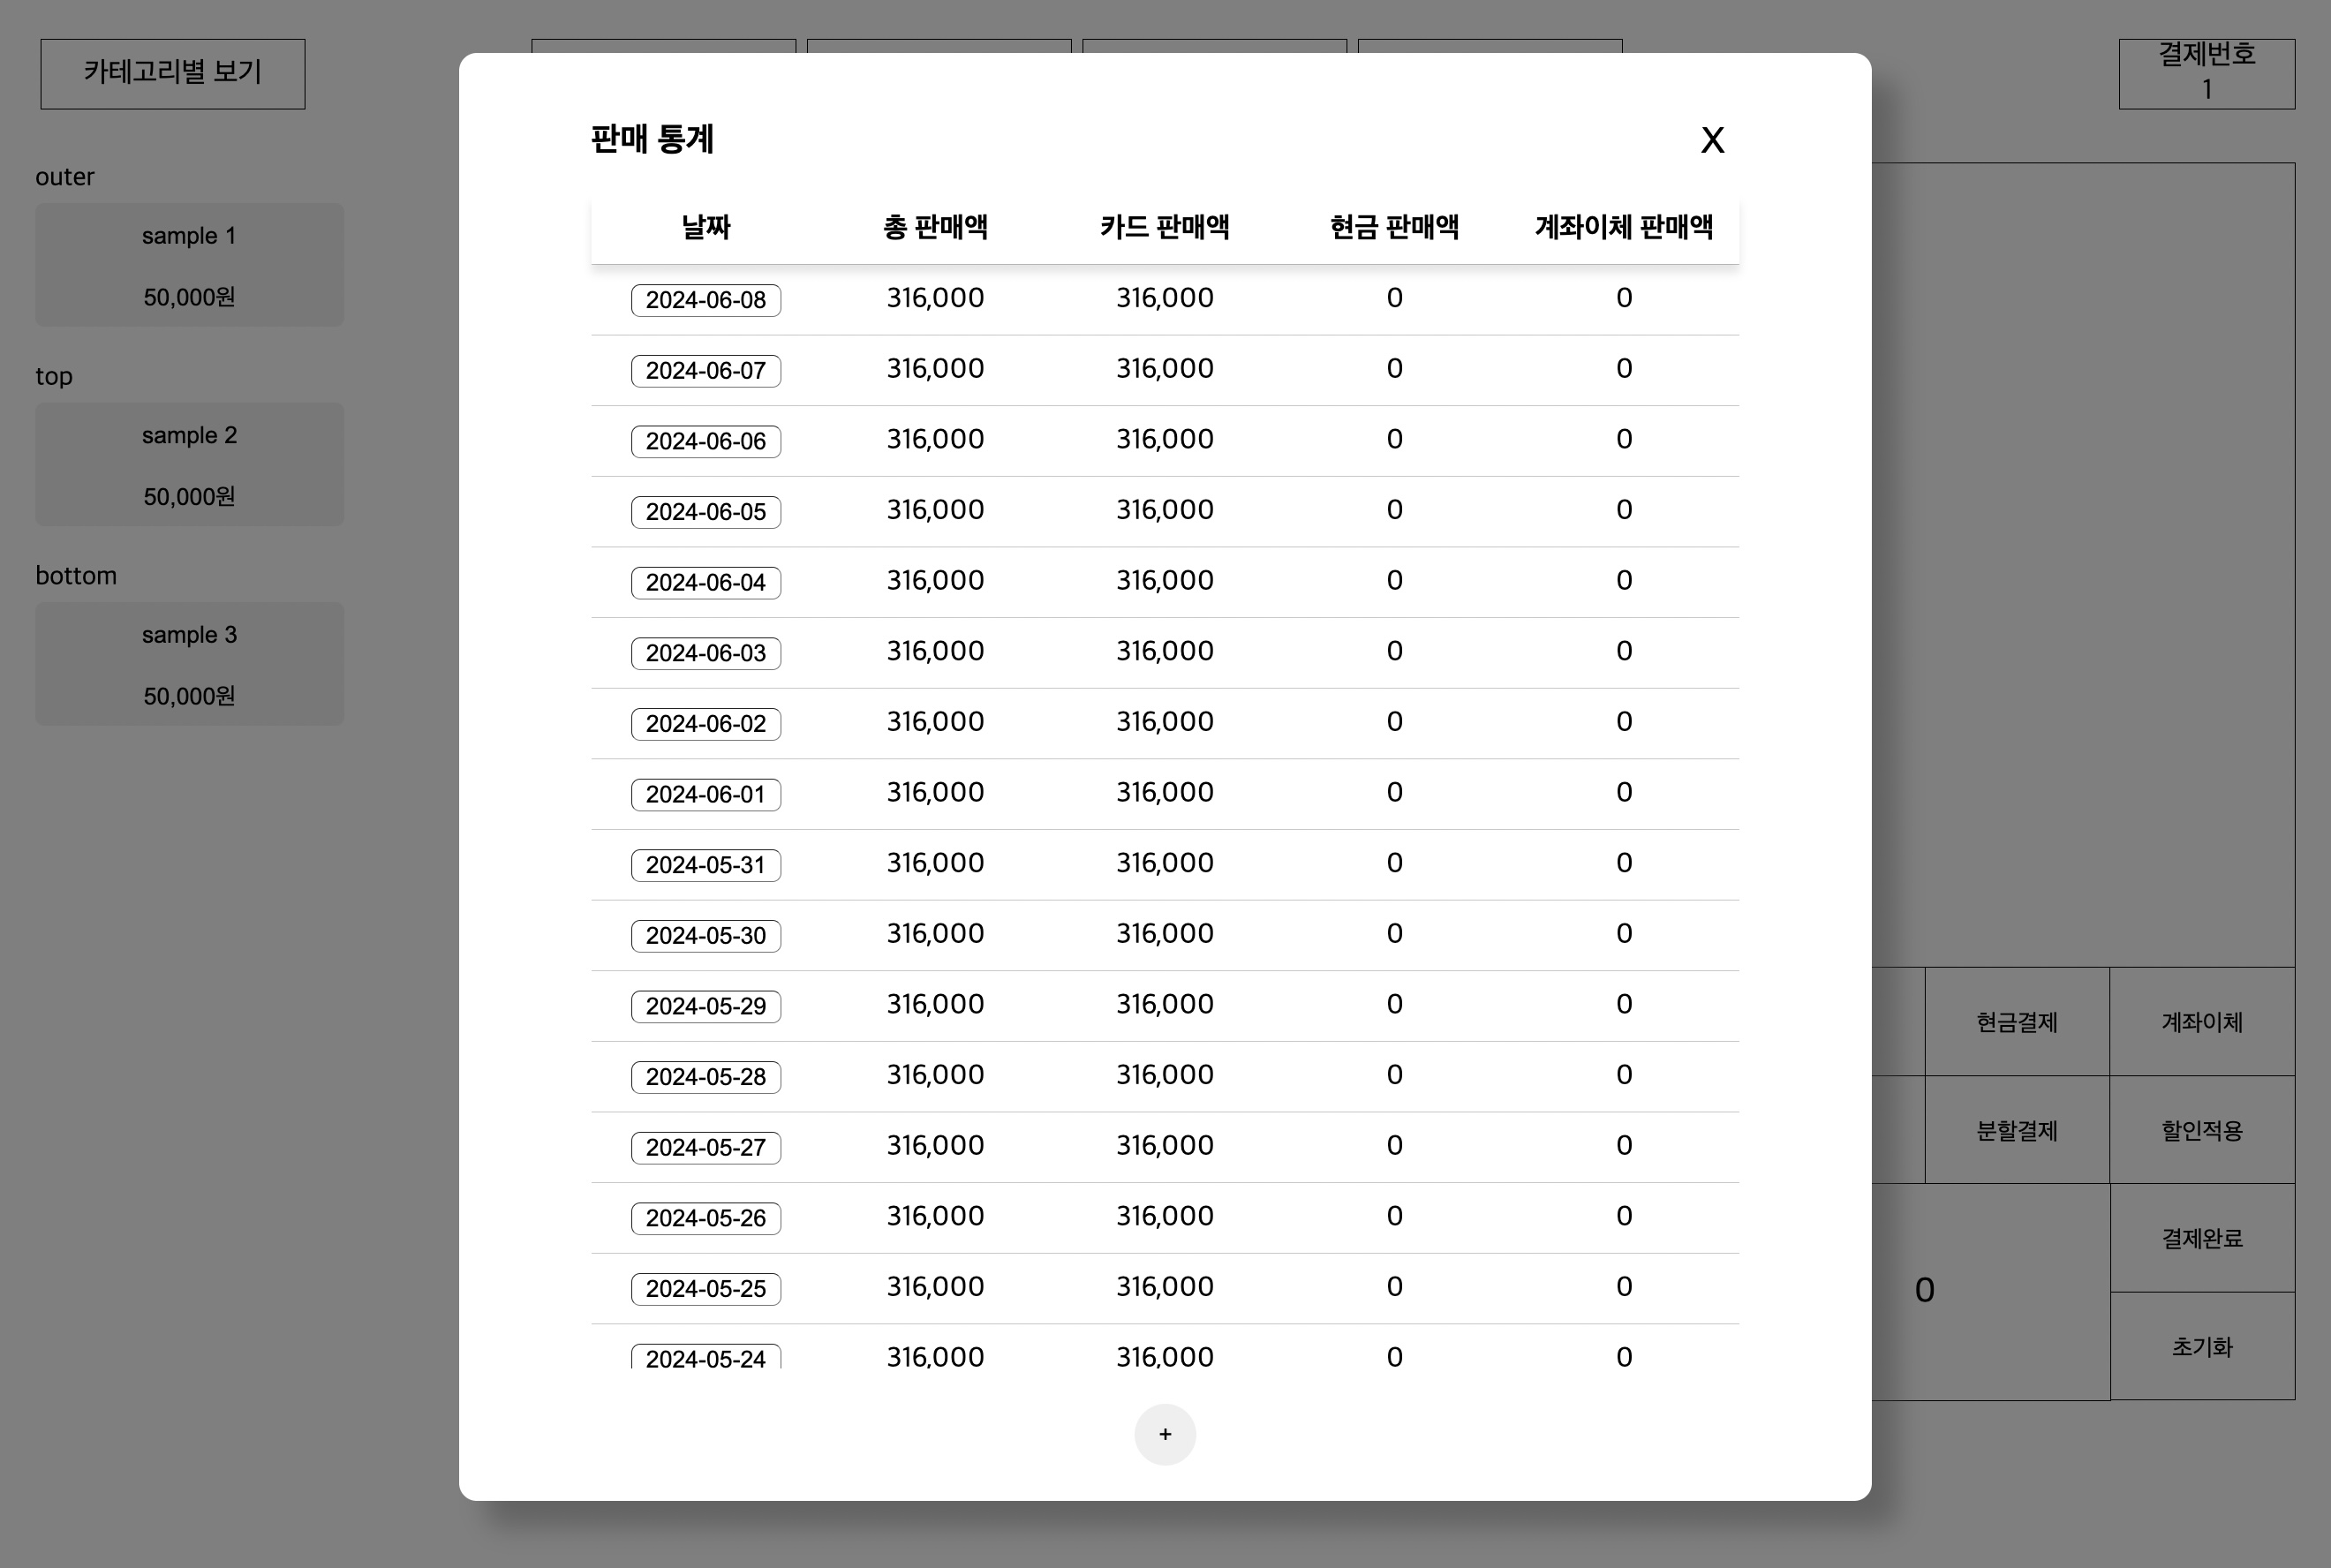 카테고리별 보기
결제번호
1
outer
sample 1
50,000원
top
sample 2
50,000원
bottom
sample 3
50,000원
판매 통계
X
날짜 총 판매액 카드 판매액 현금 판매액 계좌이체 판매액
2024-06-08 316,000 316,000 0 0
2024-06-07 316,000 316,000 0 0
2024-06-06 316,000 316,000 0 0
2024-06-05 316,000 316,000 0 0
2024-06-04 316,000 316,000 0 0
2024-06-03 316,000 316,000 0 0
2024-06-02 316,000 316,000 0 0
2024-06-01 316,000 316,000 0 0
2024-05-31 316,000 316,000 0 0
2024-05-30 316,000 316,000 0 0
2024-05-29 316,000 316,000 0 0
2024-05-28 316,000 316,000 0 0
2024-05-27 316,000 316,000 0 0
2024-05-26 316,000 316,000 0 0
2024-05-25 316,000 316,000 0 0
2024-05-24 316,000 316,000 0 0
+
현금결제 계좌이체
분할결제 할인적용
0
결제완료
초기화